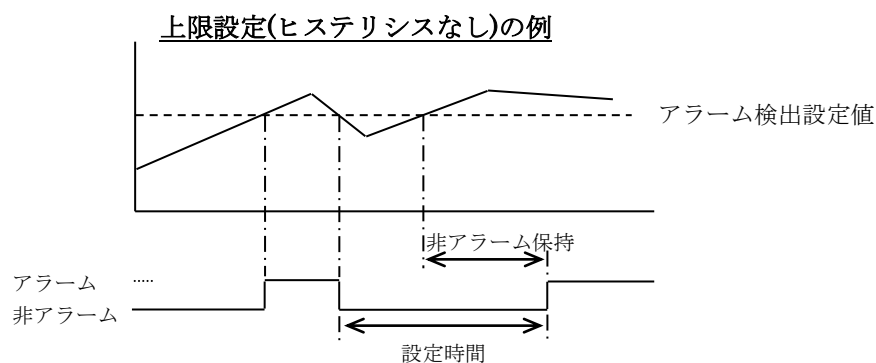 上限設定(ヒステリシスなし)の例
アラーム検出設定値
非アラーム保持
アラーム
非アラーム
設定時間